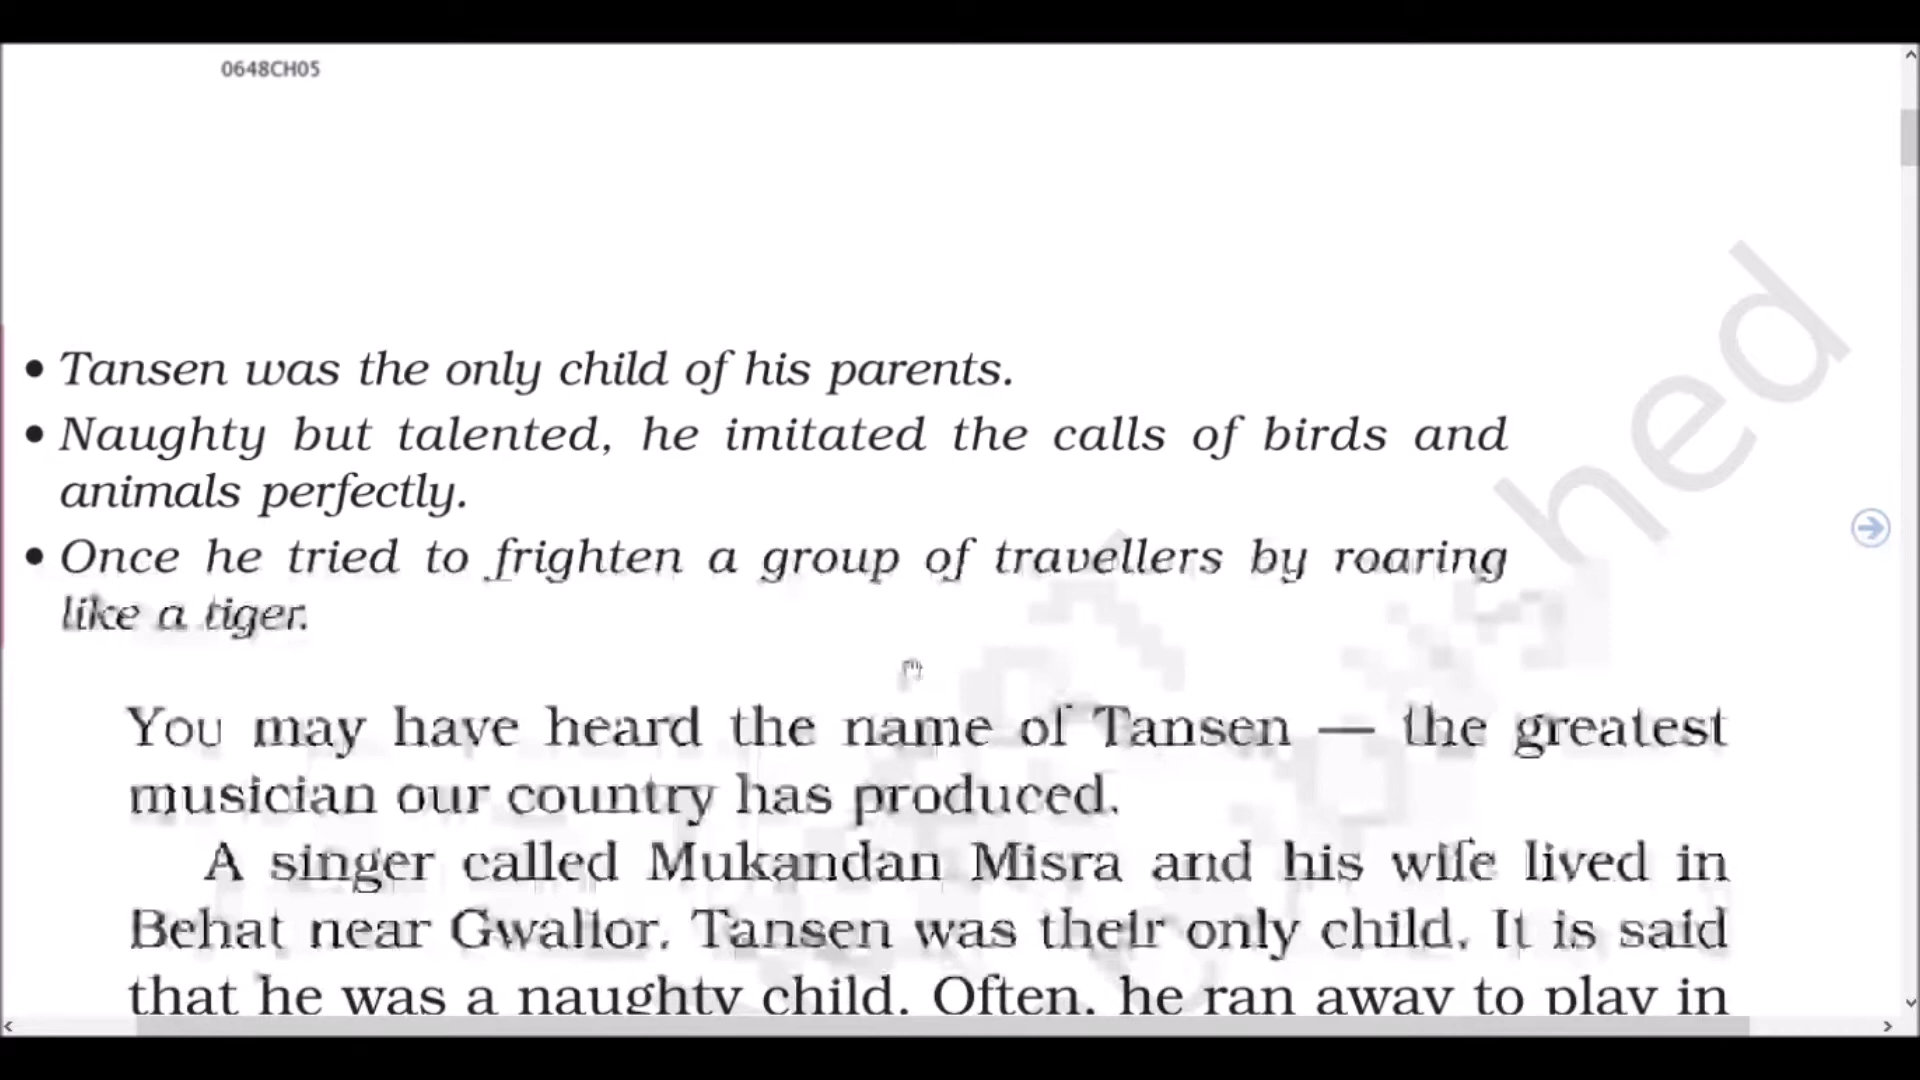 0648CH05
• Tansen was the only child of his parents.
• Naughty but talented, he imitated the calls of birds and
animals perfectly.
• Once he tried to frighten a group of travellers by roaring
like a tiger.
You may have heard the name of Tansen — the greatest
musician our country has produced.
A singer called Mukandan Misra and his wife lived in
Behat near Gwalior. Tansen was their only child. It is said
that he was a naughty child. Often, he ran away to play in
hed